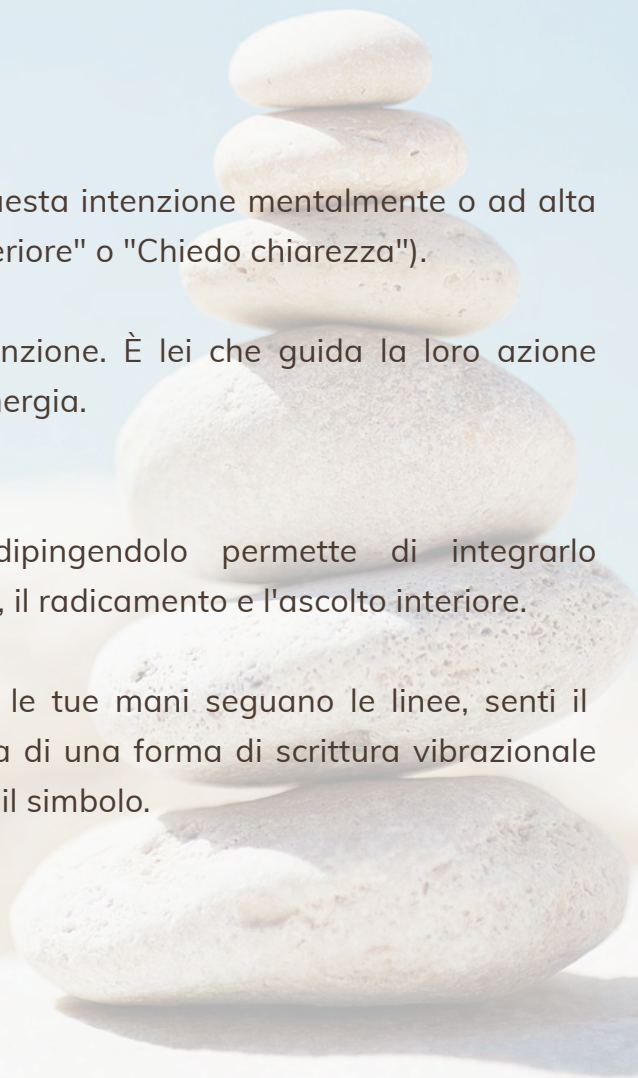 esta intenzione mentalmente o ad alta
eriore" o "Chiedo chiarezza").
nzione. È lei che guida la loro azione
ergia.
dipingendolo permette di integrarlo
, il radicamento e l'ascolto interiore.
le tue mani seguano le linee, senti il
a di una forma di scrittura vibrazionale
il simbolo.